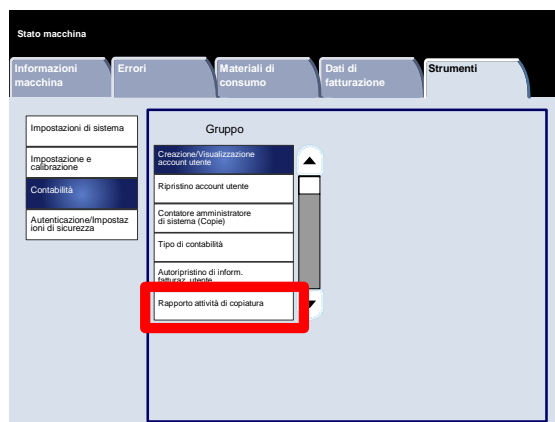 Stato macchina
Informazioni macchina
Errori
Materiali di consumo
Dati di fatturazione
Strumenti
Impostazioni di sistema
Impostazione e
calibrazione
Contabilità
Autenticazione/Impostaz
ioni di sicurezza
Gruppo
Creazione/Visualizzazione
account utente
Ripristino account utente
Contatore amministratore
di sistema (Copie)
Tipo di contabilità
Autoripristino di inform.
fatturaz. utente
Rapporto attività di copiatura